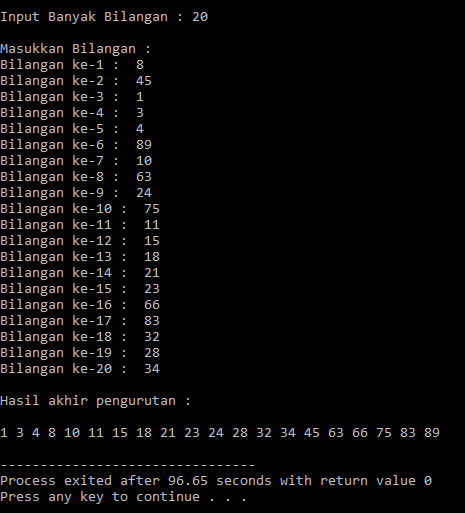 Input Banyak Bilangan : 20
Masukkan Bilangan :
Bilangan ke-1 :  8
Bilangan ke-2 :  45
Bilangan ke-3 :  1
Bilangan ke-4 :  3
Bilangan ke-5 :  4
Bilangan ke-6 :  89
Bilangan ke-7 :  10
Bilangan ke-8 :  63
Bilangan ke-9 :  24
Bilangan ke-10 :  75
Bilangan ke-11 :  11
Bilangan ke-12 :  15
Bilangan ke-13 :  18
Bilangan ke-14 :  21
Bilangan ke-15 :  23
Bilangan ke-16 :  66
Bilangan ke-17 :  83
Bilangan ke-18 :  32
Bilangan ke-19 :  28
Bilangan ke-20 :  34
Hasil akhir pengurutan :
1 3 4 8 10 11 15 18 21 23 24 28 32 34 45 63 66 75 83 89
--------------------------------
Process exited after 96.65 seconds with return value 0
Press any key to continue . . .